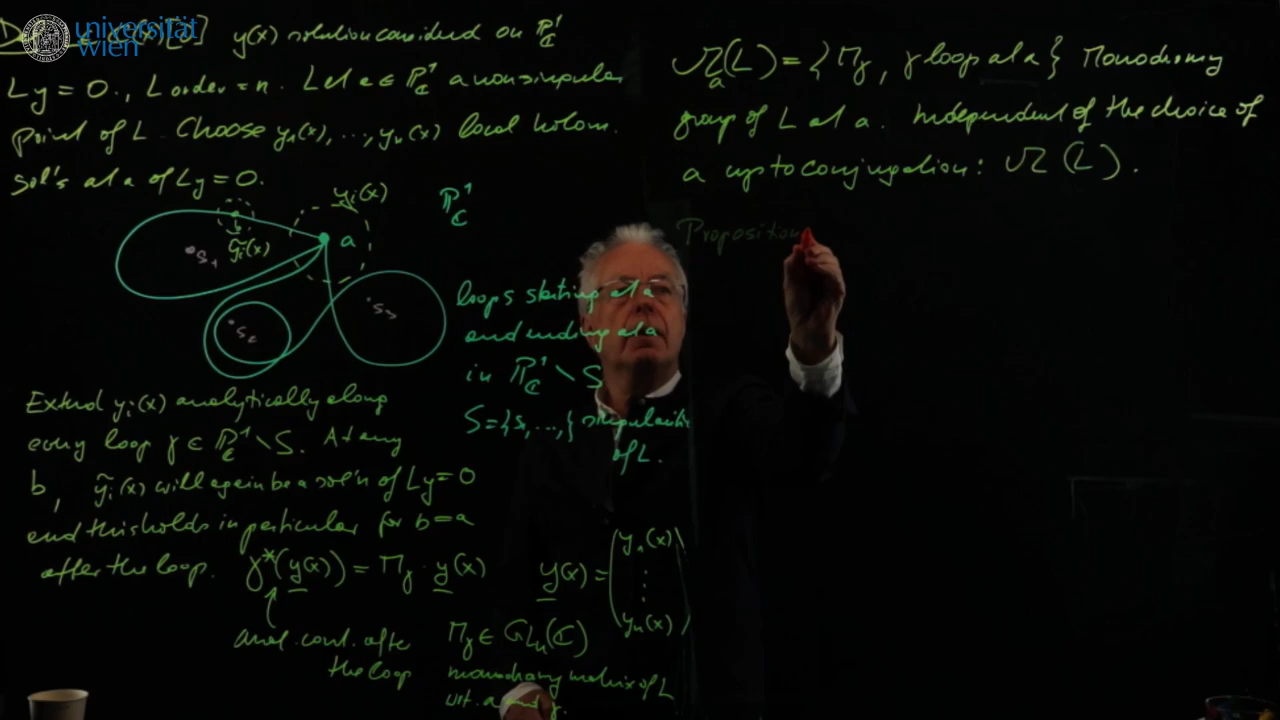 universität
wien
y(x) solution considered on ℙ¹_ℂ
Ly = 0., L order = n. Let a ∈ ℙ¹_ℂ a nonsingular
point of L. Choose y₁(x), ..., yₙ(x) local holom.
sol's at a of Ly = 0.
yᵢ(x)
ỹᵢ(x)
a
s₁
s₂
s₃
ℙ¹_ℂ
loops starting at a
and ending at a
in ℙ¹_ℂ \ S
S = {s₁, ..., } singularities
of L.
Extend yᵢ(x) analytically along
every loop γ ⊂ ℙ¹_ℂ \ S. At any
b, ỹᵢ(x) will again be a sol'n of Ly = 0
and this holds in particular for b = a
after the loop. γ*(y(x)) = M_γ · y(x)
y(x) = (y₁(x) ⋮ yₙ(x))
anal. cont. after
the loop
M_γ ∈ GLₙ(ℂ)
monodromy matrix of L
wrt. a and γ.
𝓜ₐ(L) = {M_γ, γ loop at a} Monodromy
group of L at a. Independent of the choice of
a up to conjugation: 𝓜(L).
Proposition